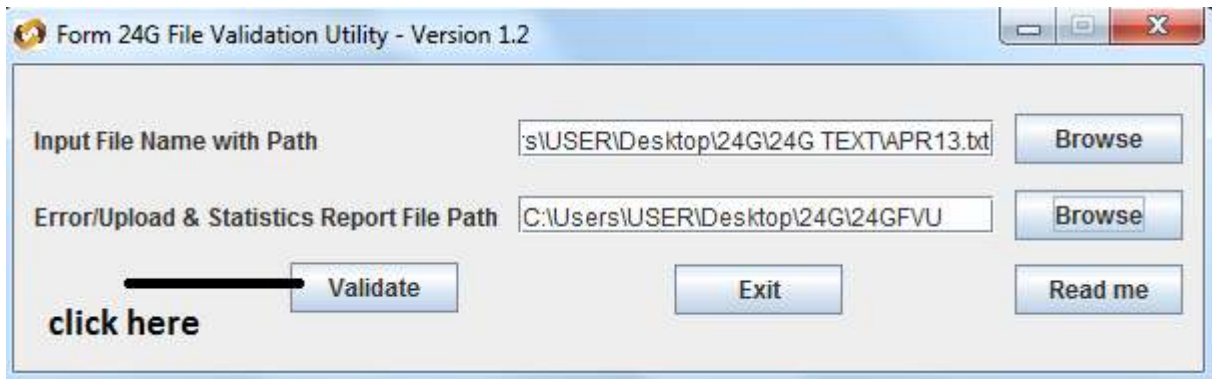 Form 24G File Validation Utility - Version 1.2
Input File Name with Path :s\USER\Desktop\24G\24G TEXT\APR13.txt Browse
Error/Upload & Statistics Report File Path C:\Users\USER\Desktop\24G\24GFVU Browse
Validate Exit Read me
click here